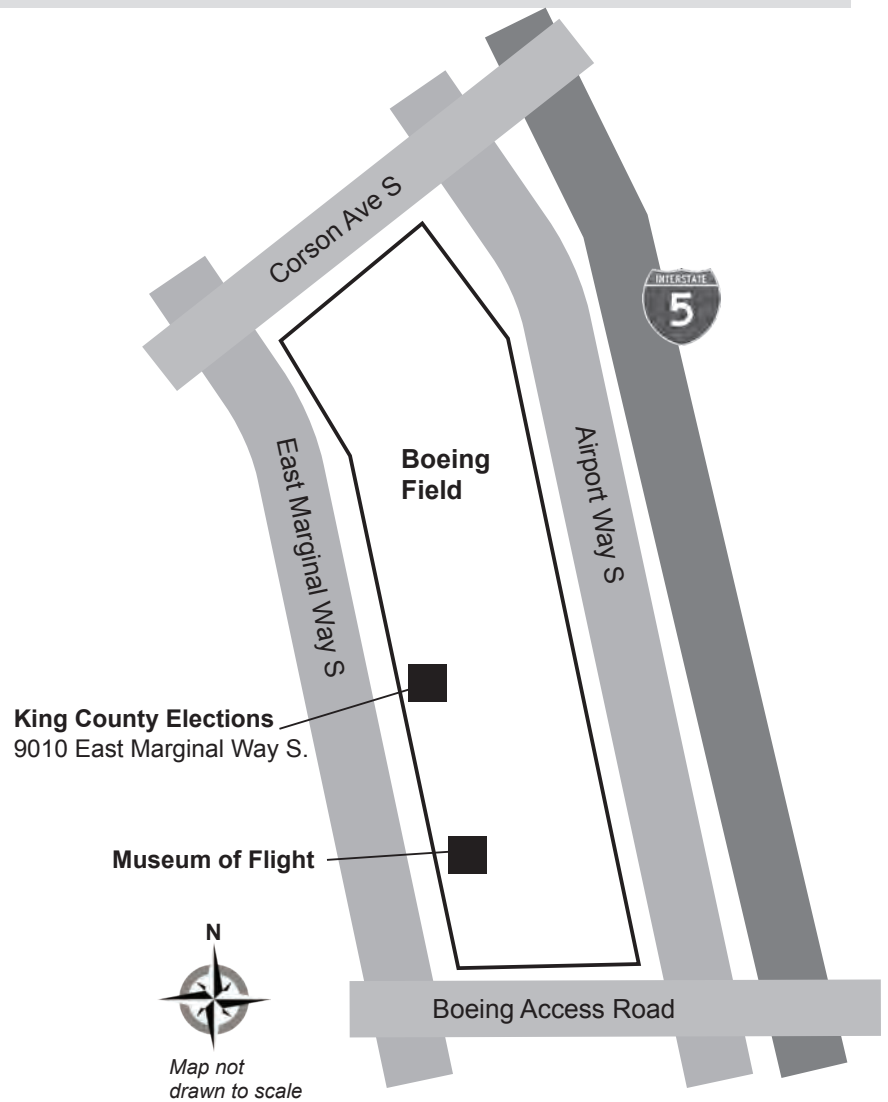 Corson Ave S
INTERSTATE
5
Boeing
Field
Airport Way S
East Marginal Way S
King County Elections
9010 East Marginal Way S.
Museum of Flight
N
Boeing Access Road
Map not
drawn to scale